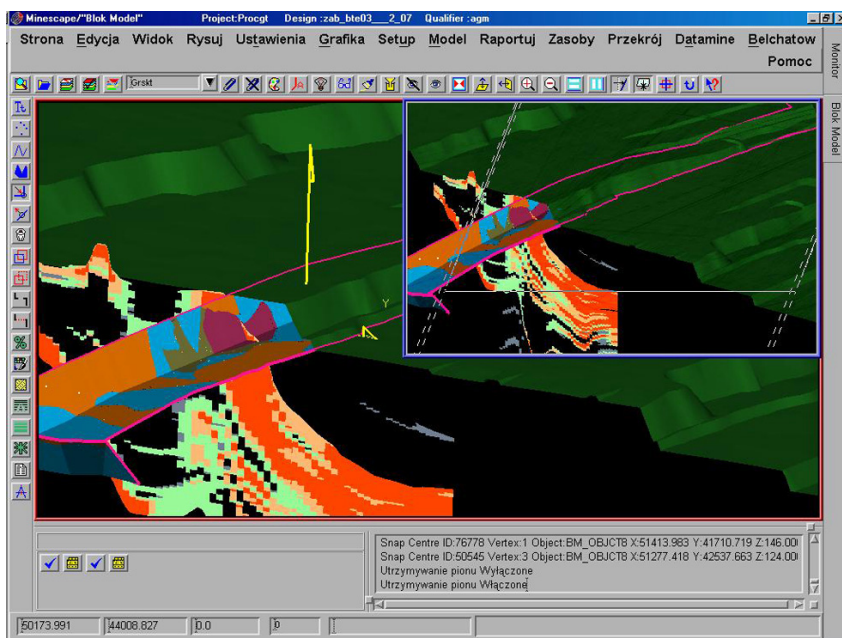 Minescape/"Blok Model" Project:Procgt Design :zab_bte03___2_07 Qualifier :agm
Strona Edycja Widok Rysuj Ustawienia Grafika Setup Model Raportuj Zasoby Przekrój Datamine Belchatow
Pomoc
Grskt
Monitor
Blok Model
Y
Snap Centre ID:76778 Vertex:1 Object:BM_OBJCT8 X:51413.983 Y:41710.719 Z:146.00
Snap Centre ID:50545 Vertex:3 Object:BM_OBJCT8 X:51277.418 Y:42537.663 Z:124.00
Utrzymywanie pionu Wyłączone
Utrzymywanie pionu Włączone
50173.991 44008.827 0.0 0